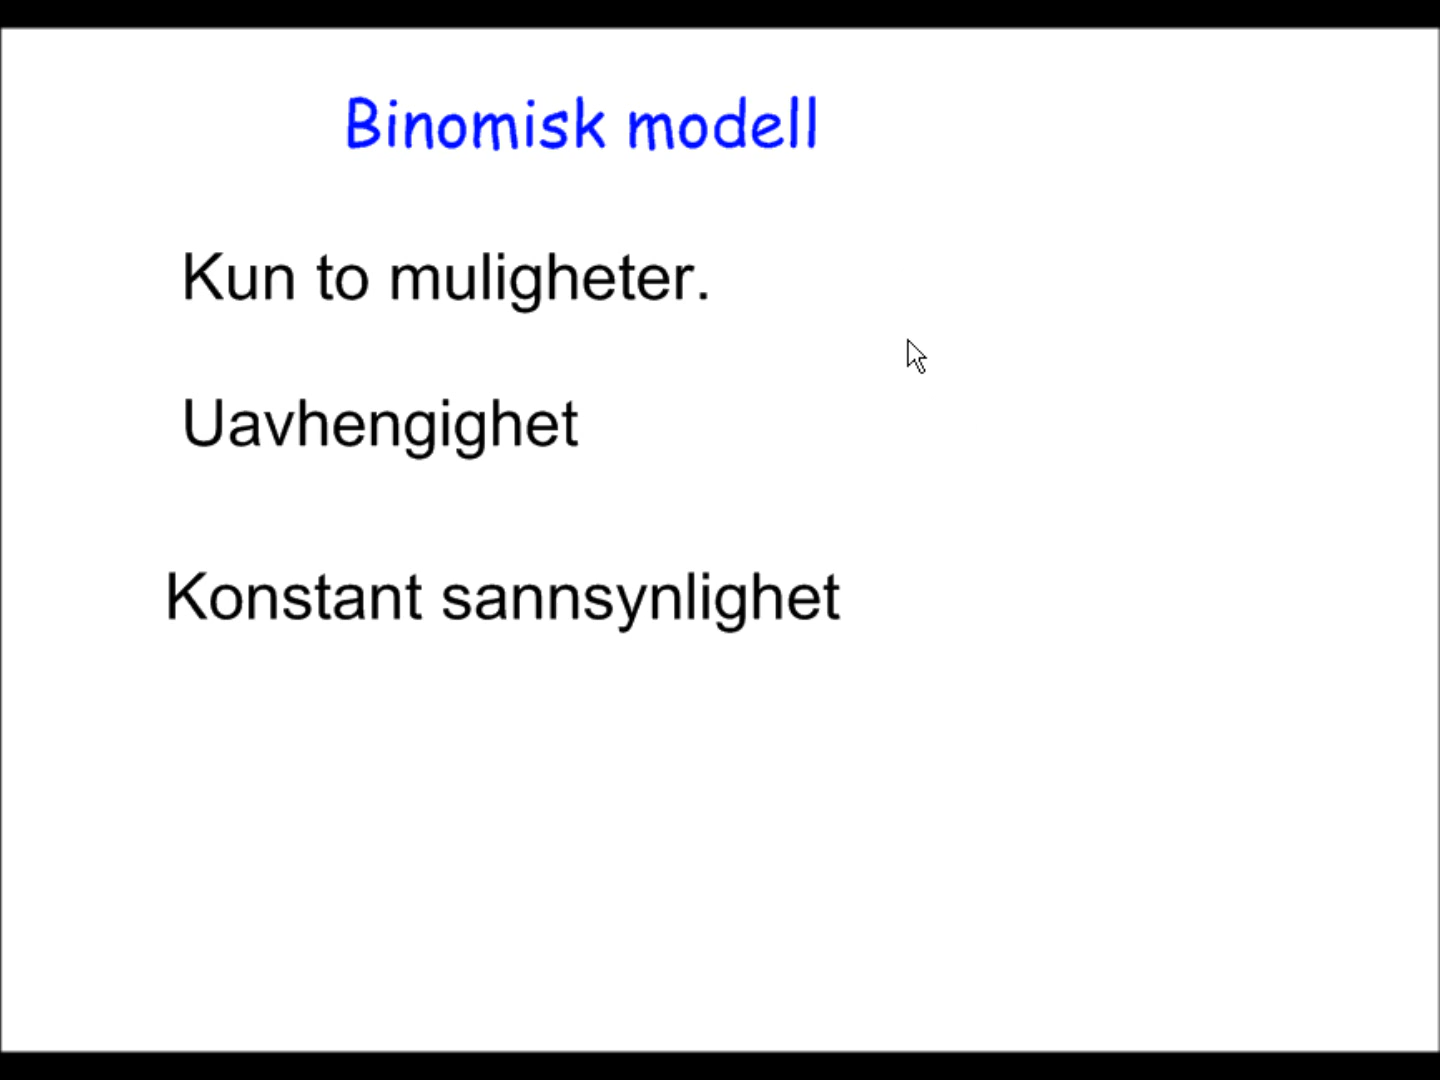 Binomisk modell
Kun to muligheter.
Uavhengighet
Konstant sannsynlighet